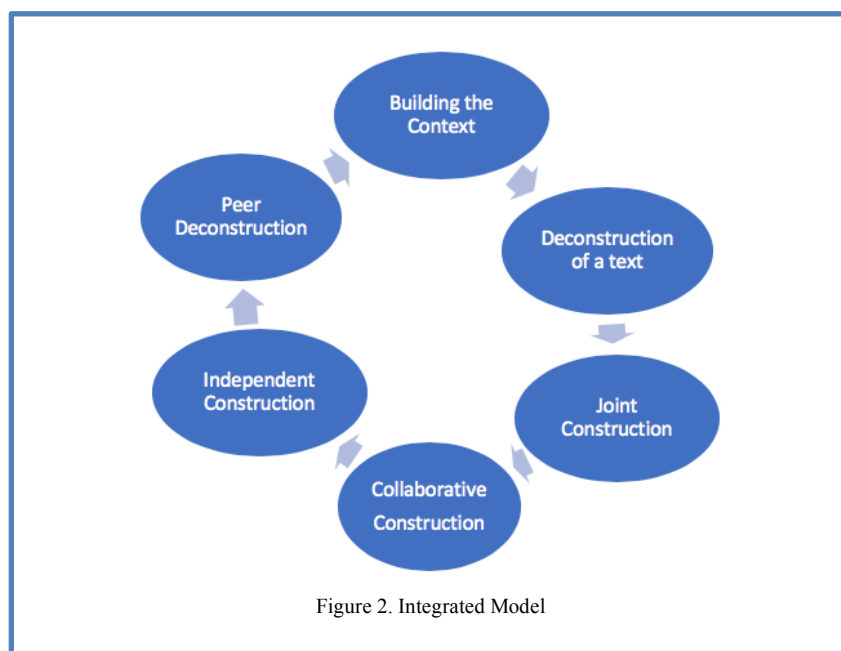 Building the
Context
Deconstruction
of a text
Joint
Construction
Collaborative
Construction
Independent
Construction
Peer
Deconstruction
Figure 2. Integrated Model